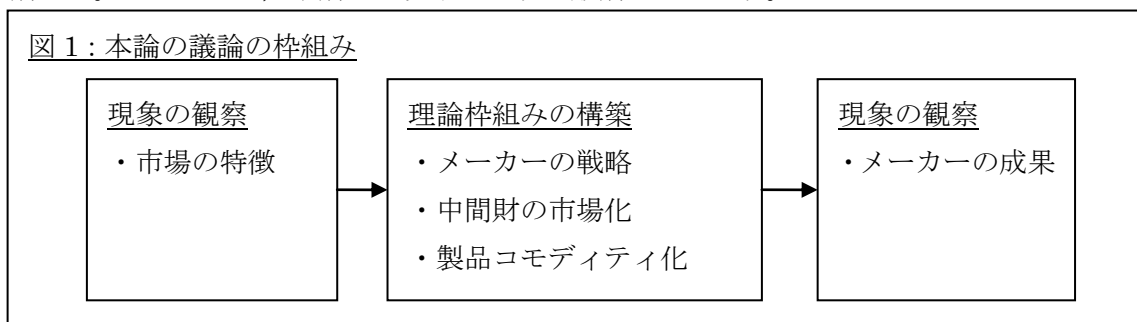 図 1：本論の議論の枠組み
現象の観察
・市場の特徴
理論枠組みの構築
・メーカーの戦略
・中間財の市場化
・製品コモディティ化
現象の観察
・メーカーの成果